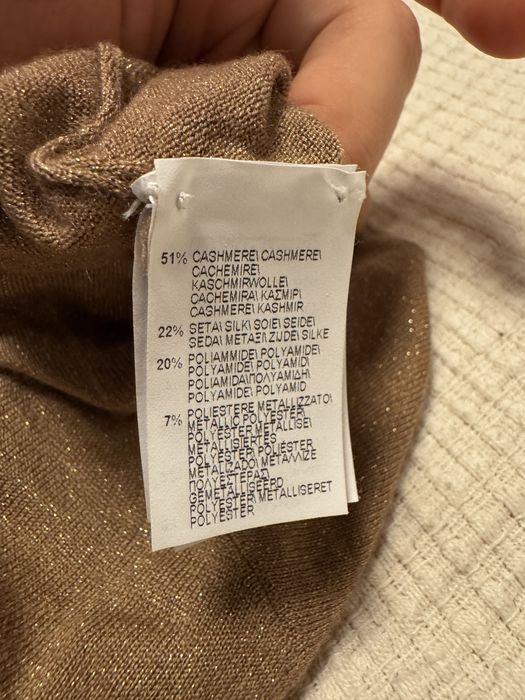 51% CASHMERE\ CASHMERE\
CACHEMIRE\
KASCHMIRWOLLE\
CACHEMIRA\ ΚΑΣΜΙΡ\
CASHMERE\ KASHMIR
22% SETA\ SILK\ SOIE\ SEIDE\
SEDA\ ΜΕΤΑΞΙ\ ZIJDE\ SILKE
20% POLIAMMIDE\ POLYAMIDE\
POLYAMIDE\ POLYAMID\
POLIAMIDA\ΠΟΛΥΑΜΙΔΗ\
POLYAMIDE\ POLYAMID
7% POLIESTERE METALLIZZATO\
METALLIC POLYESTER\
POLYESTER METALLISE\
METALLISIERTES
POLYESTER\ POLIESTER
METALIZADO\ ΜΕΤΑΛΛΙΖΕ
ΠΟΛΥΕΣΤΕΡΑΣ\
GEMETALLISEERD
POLYESTER\ METALLISERET
POLYESTER